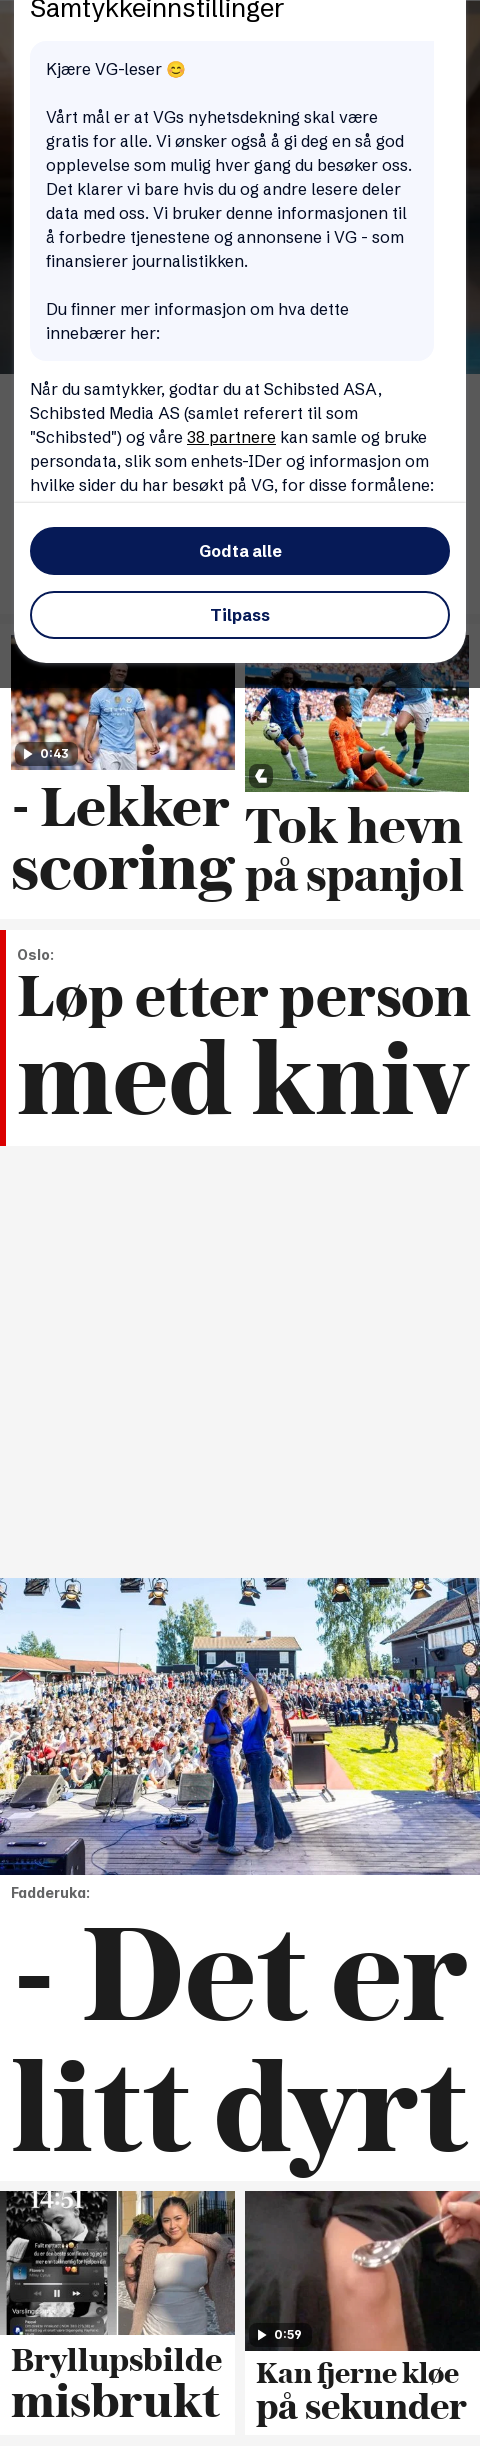 Samtykkeinnstillinger
Kjære VG-leser 😊
Vårt mål er at VGs nyhetsdekning skal være
gratis for alle. Vi ønsker også å gi deg en så god
opplevelse som mulig hver gang du besøker oss.
Det klarer vi bare hvis du og andre lesere deler
data med oss. Vi bruker denne informasjonen til
å forbedre tjenestene og annonsene i VG - som
finansierer journalistikken.
Du finner mer informasjon om hva dette
innebærer her:
Når du samtykker, godtar du at Schibsted ASA,
Schibsted Media AS (samlet referert til som
"Schibsted") og våre 38 partnere kan samle og bruke
persondata, slik som enhets-IDer og informasjon om
hvilke sider du har besøkt på VG, for disse formålene:
Godta alle
Tilpass
0:43
- Lekker
scoring
Tok hevn
på spanjol
Oslo:
Løp etter person
med kniv
Fadderuka:
- Det er
litt dyrt
14:51
Bryllupsbilde
misbrukt
0:59
Kan fjerne kløe
på sekunder